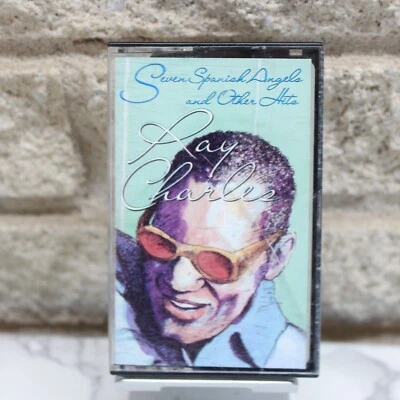 Seven Spanish Angels
and Other Hits
Ray
Charles